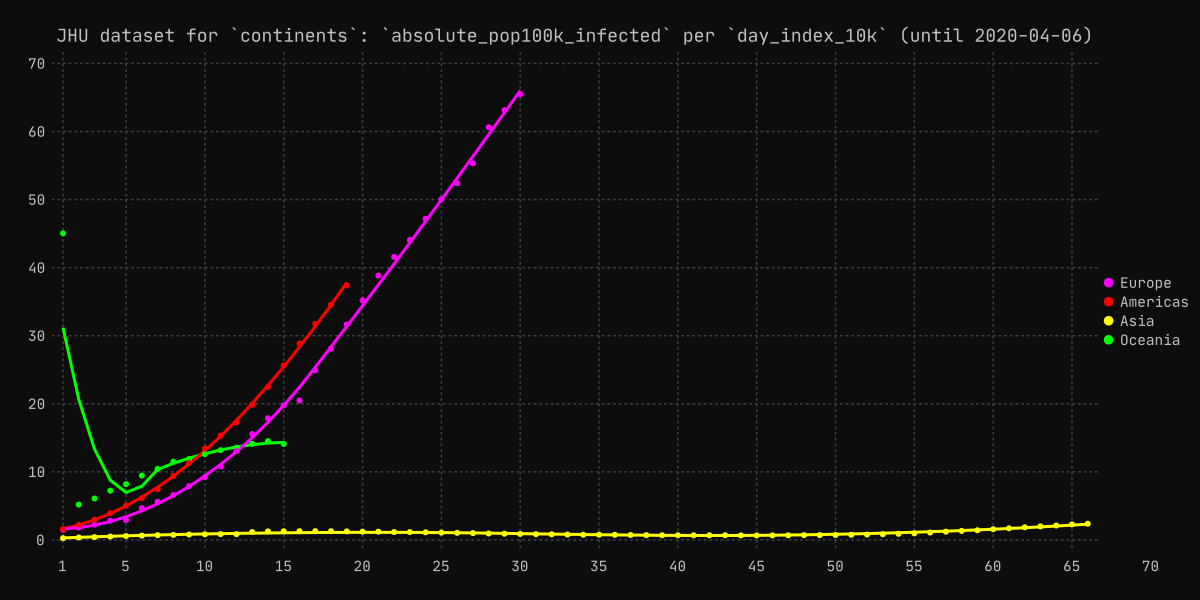 JHU dataset for `continents`: `absolute_pop100k_infected` per `day_index_10k` (until 2020-04-06)
70
60
50
40
30
20
10
0
1 5 10 15 20 25 30 35 40 45 50 55 60 65 70
Europe
Americas
Asia
Oceania